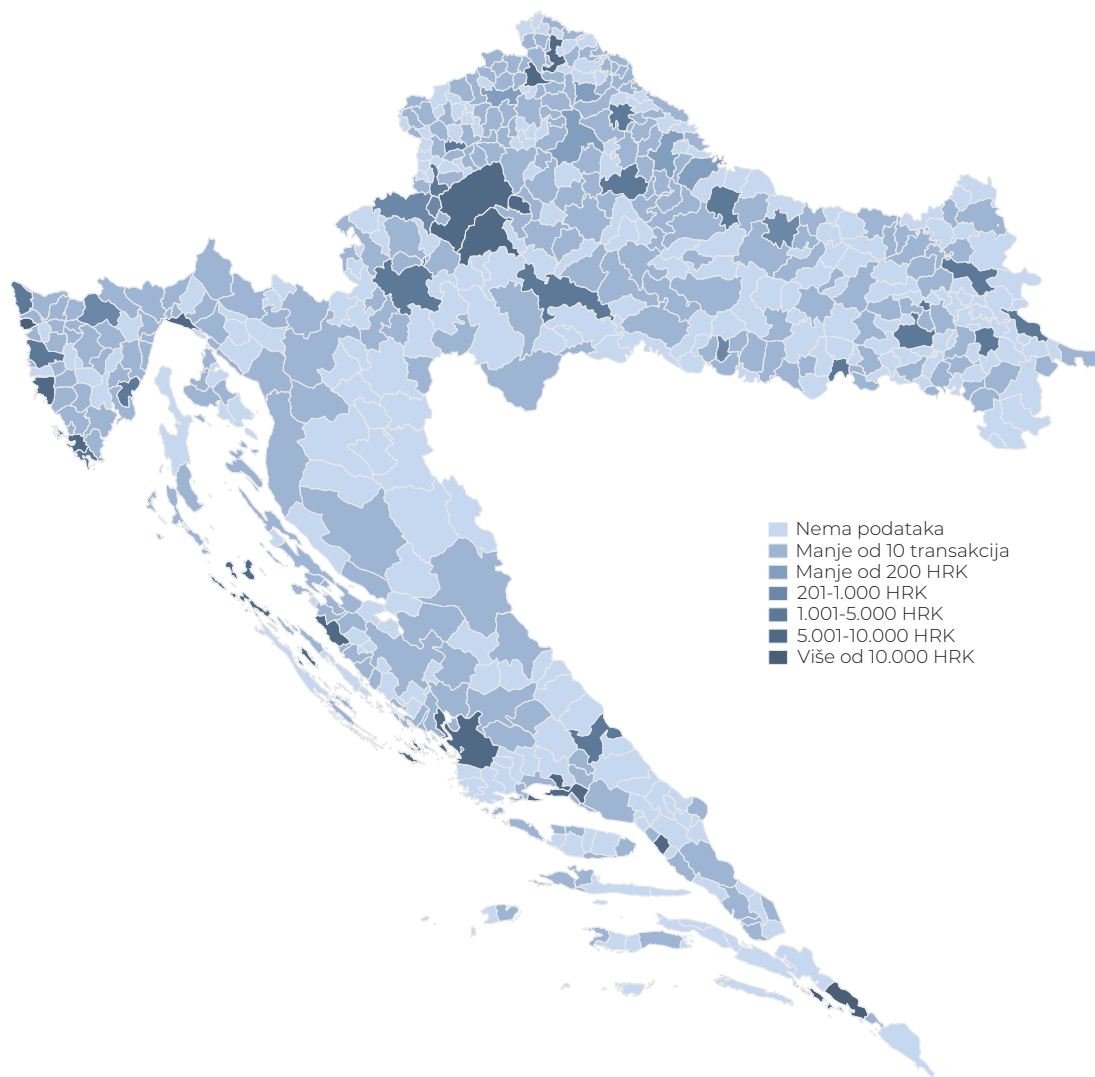 Nema podataka
Manje od 10 transakcija
Manje od 200 HRK
201-1.000 HRK
1.001-5.000 HRK
5.001-10.000 HRK
Više od 10.000 HRK